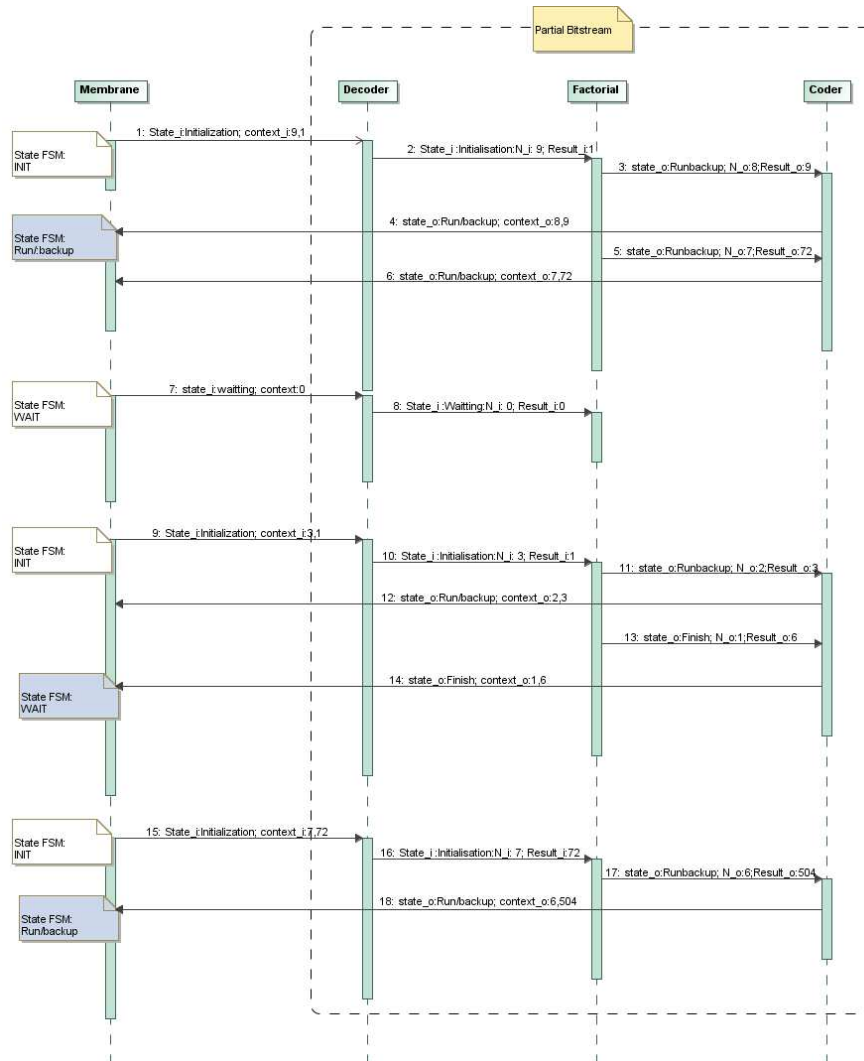 Partial Bitstream
Membrane
Decoder
Factorial
Coder
State FSM:
INIT
1: State_i:Initialization; context_i:9,1
2: State_i :Initialisation:N_i: 9; Result_i:1
3: state_o:Runbackup; N_o:8;Result_o:9
State FSM:
Run/:backup
4: state_o:Run/backup; context_o:8,9
5: state_o:Runbackup; N_o:7;Result_o:72
6: state_o:Run/backup; context_o:7,72
State FSM:
WAIT
7: state_i:waitting; context:0
8: State_i :Waitting:N_i: 0; Result_i:0
State FSM:
INIT
9: State_i:Initialization; context_i:3,1
10: State_i :Initialisation:N_i: 3; Result_i:1
11: state_o:Runbackup; N_o:2;Result_o:3
12: state_o:Run/backup; context_o:2,3
13: state_o:Finish; N_o:1;Result_o:6
State FSM:
WAIT
14: state_o:Finish; context_o:1,6
State FSM:
INIT
15: State_i:Initialization; context_i:7,72
16: State_i :Initialisation:N_i: 7; Result_i:72
17: state_o:Runbackup; N_o:6;Result_o:504
State FSM:
Run/backup
18: state_o:Run/backup; context_o:6,504